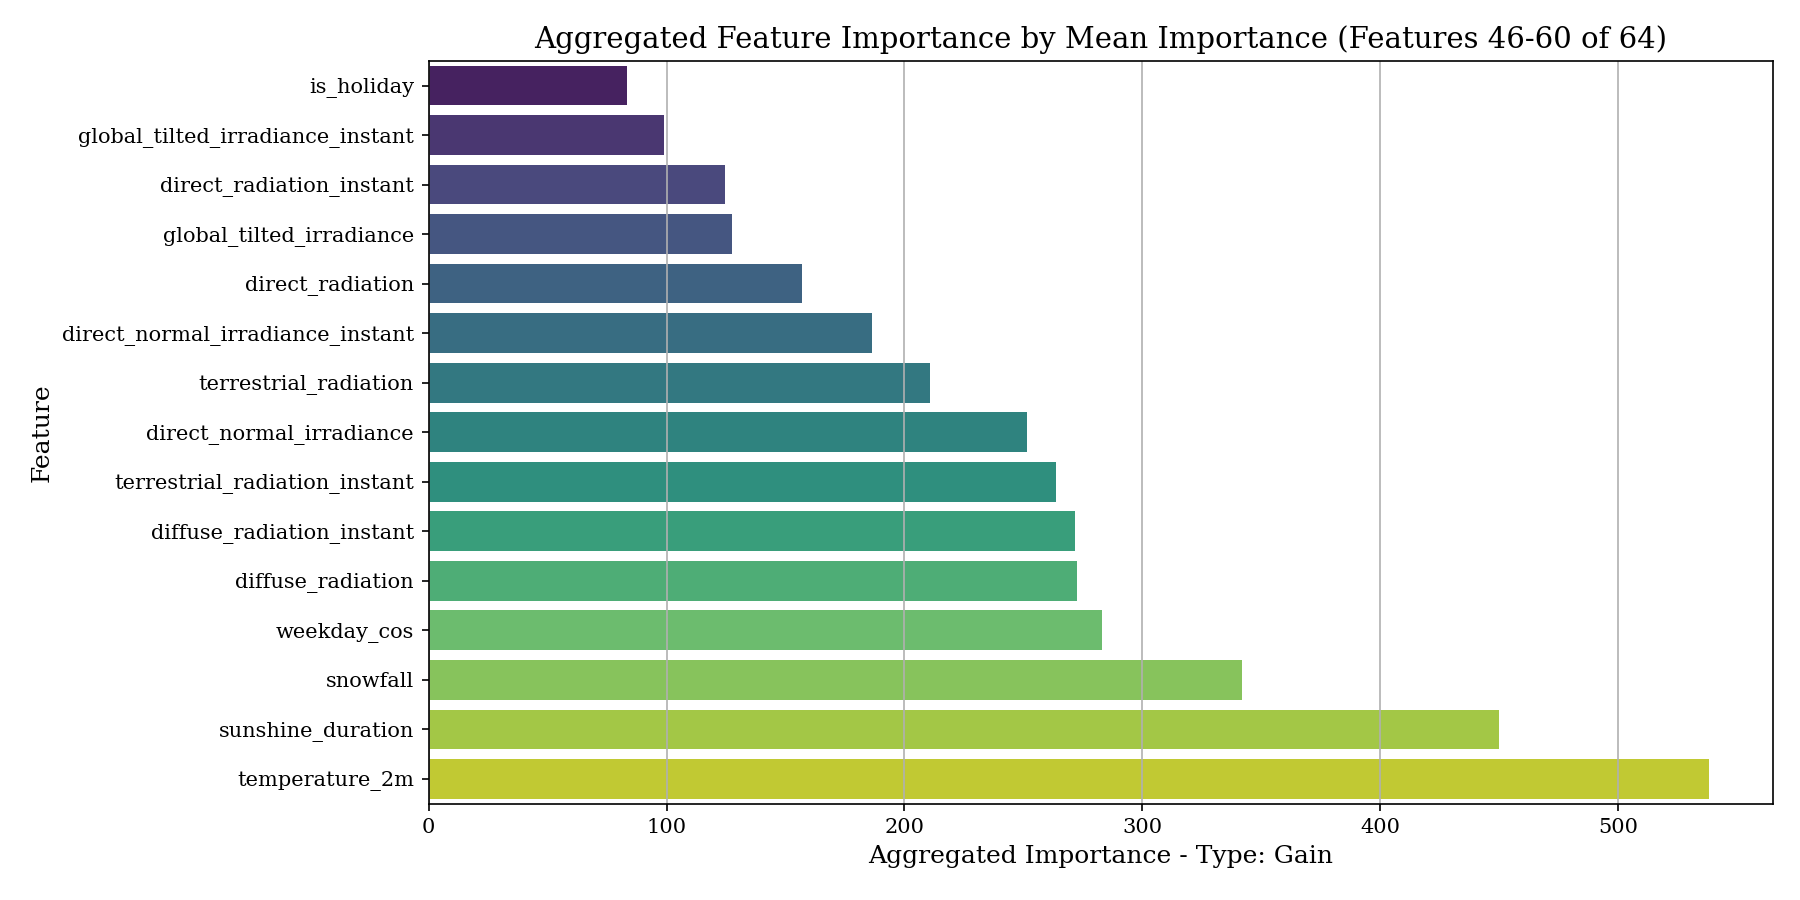 Aggregated Feature Importance by Mean Importance (Features 46-60 of 64)
Feature
is_holiday
global_tilted_irradiance_instant
direct_radiation_instant
global_tilted_irradiance
direct_radiation
direct_normal_irradiance_instant
terrestrial_radiation
direct_normal_irradiance
terrestrial_radiation_instant
diffuse_radiation_instant
diffuse_radiation
weekday_cos
snowfall
sunshine_duration
temperature_2m
0 100 200 300 400 500
Aggregated Importance - Type: Gain